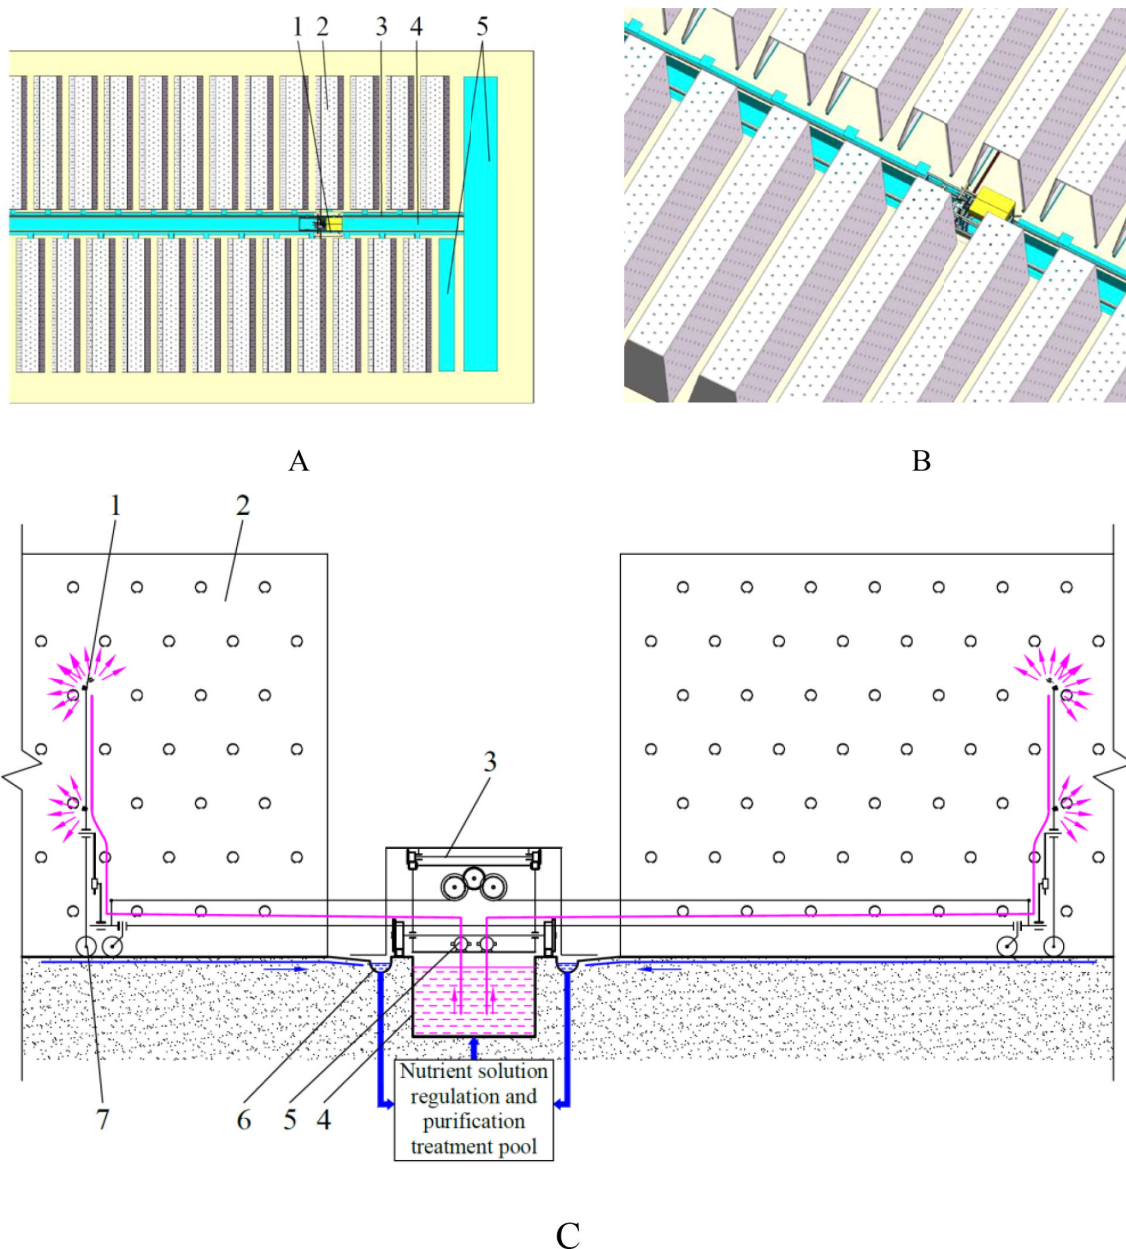 1 2 3 4 5
A
B
1 2
3
7 6 5 4
Nutrient solution
regulation and
purification
treatment pool
C